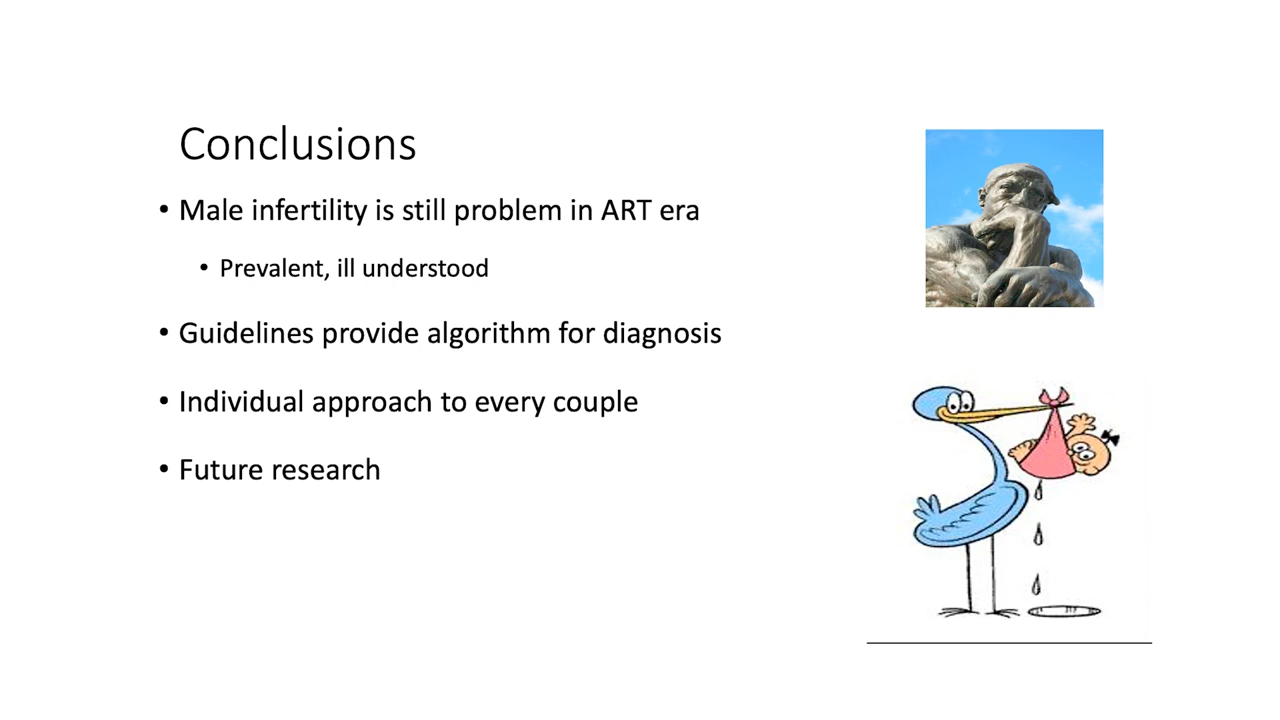 Conclusions
• Male infertility is still problem in ART era
• Prevalent, ill understood
• Guidelines provide algorithm for diagnosis
• Individual approach to every couple
• Future research